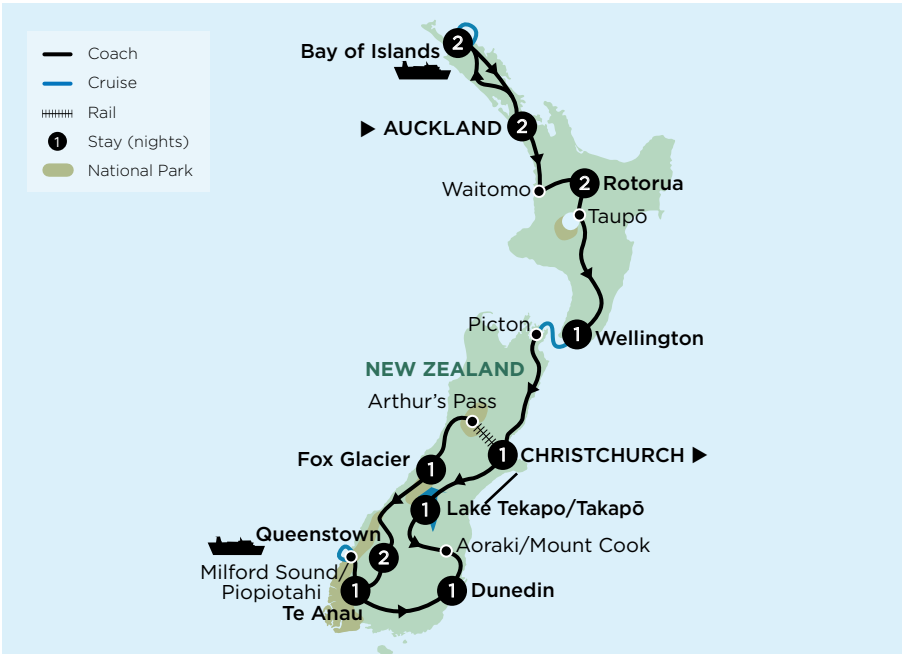 Coach
Cruise
Rail
1 Stay (nights)
National Park
2
Bay of Islands
▶ AUCKLAND 2
Waitomo
2 Rotorua
Taupō
Picton
1 Wellington
NEW ZEALAND
Arthur’s Pass
1 CHRISTCHURCH ▶
Fox Glacier 1
1 Lake Tekapo/Takapō
Queenstown
2
Aoraki/Mount Cook
Milford Sound/
Piopiotahi
1
Te Anau
1 Dunedin